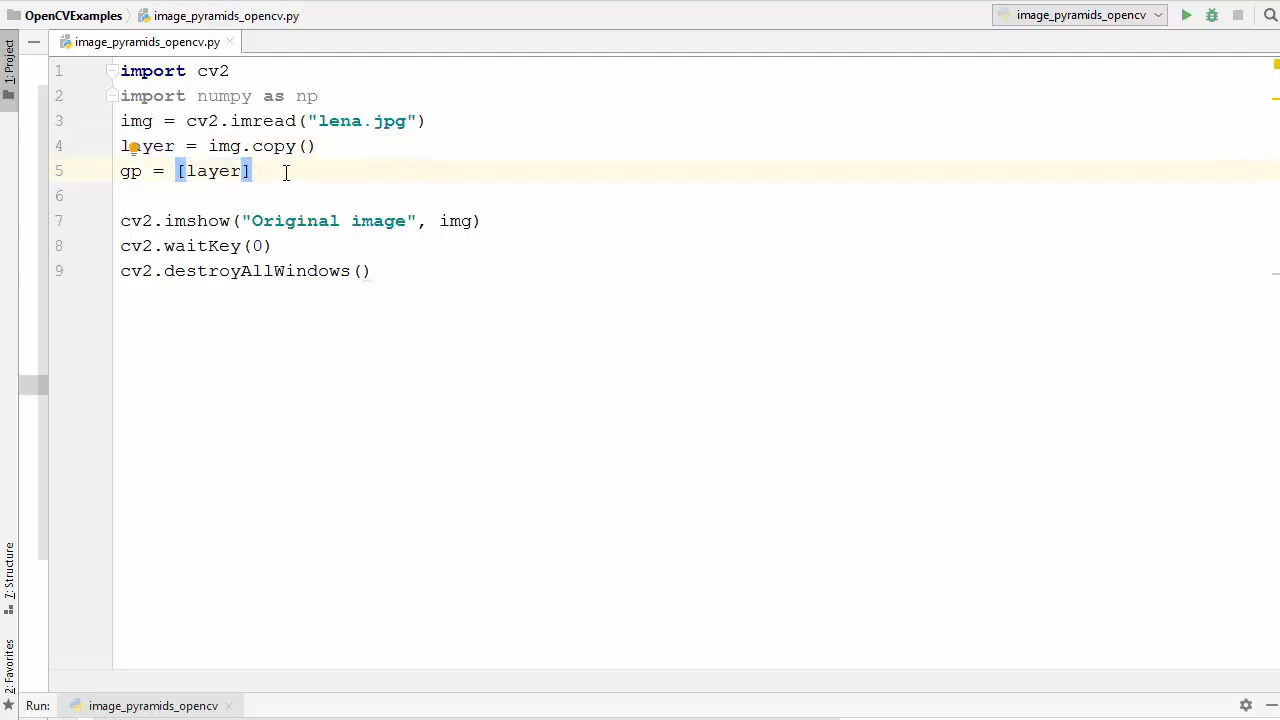 OpenCVExamples image_pyramids_opencv.py image_pyramids_opencv
image_pyramids_opencv.py
1: Project
1 import cv2
2 import numpy as np
3 img = cv2.imread("lena.jpg")
4 layer = img.copy()
5 gp = [layer]
6
7 cv2.imshow("Original image", img)
8 cv2.waitKey(0)
9 cv2.destroyAllWindows()
7: Structure
2: Favorites
Run: image_pyramids_opencv